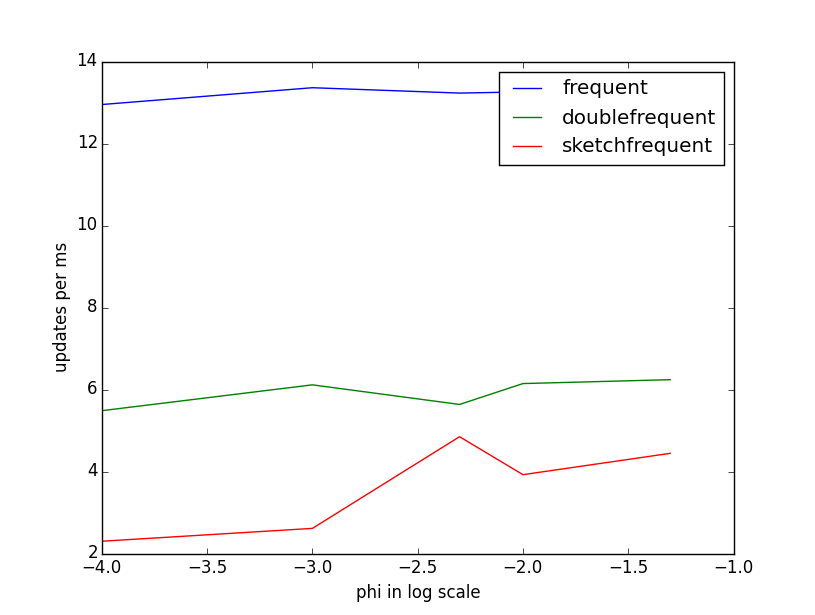 14
frequent
doublefrequent
sketchfrequent
12
10
8
6
4
2
updates per ms
−4.0 −3.5 −3.0 −2.5 −2.0 −1.5 −1.0
phi in log scale